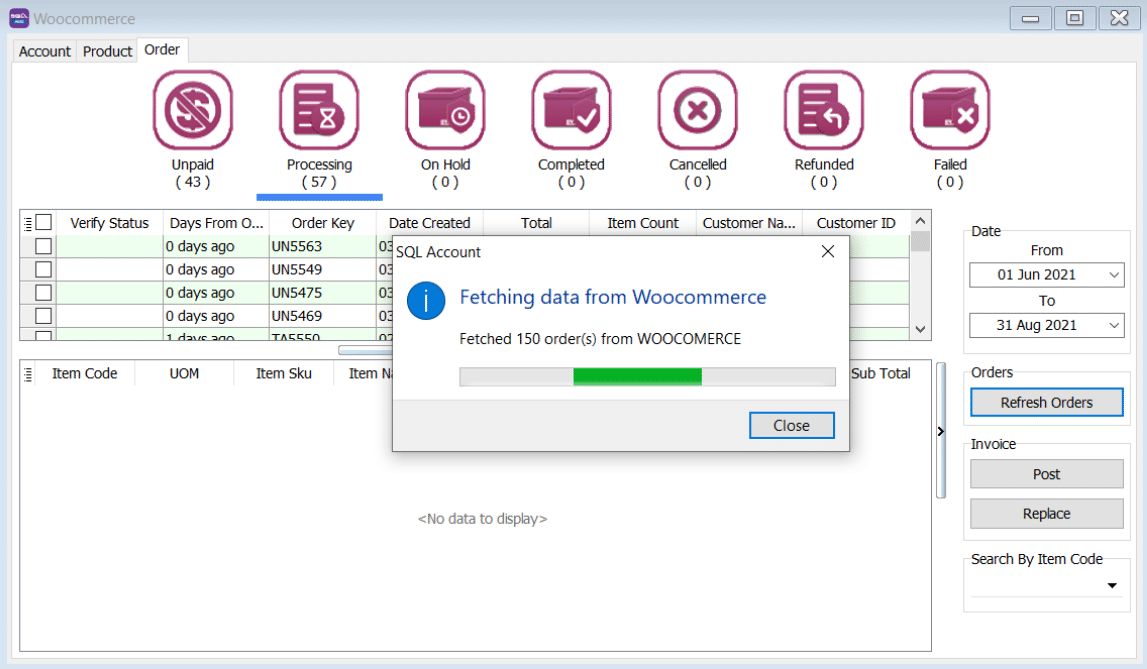 Woocommerce
Account Product Order
Unpaid Processing On Hold Completed Cancelled Refunded Failed
( 43 ) ( 57 ) ( 0 ) ( 0 ) ( 0 ) ( 0 ) ( 0 )
Verify Status Days From O... Order Key Date Created Total Item Count Customer Na... Customer ID
0 days ago UN5563 03
0 days ago UN5549 03
0 days ago UN5475 03
0 days ago UN5469 03
1 days ago TA5550 02
SQL Account
Fetching data from Woocommerce
Fetched 150 order(s) from WOOCOMERCE
Close
Item Code UOM Item Sku Item Na Sub Total
<No data to display>
Date
From
01 Jun 2021
To
31 Aug 2021
Orders
Refresh Orders
Invoice
Post
Replace
Search By Item Code